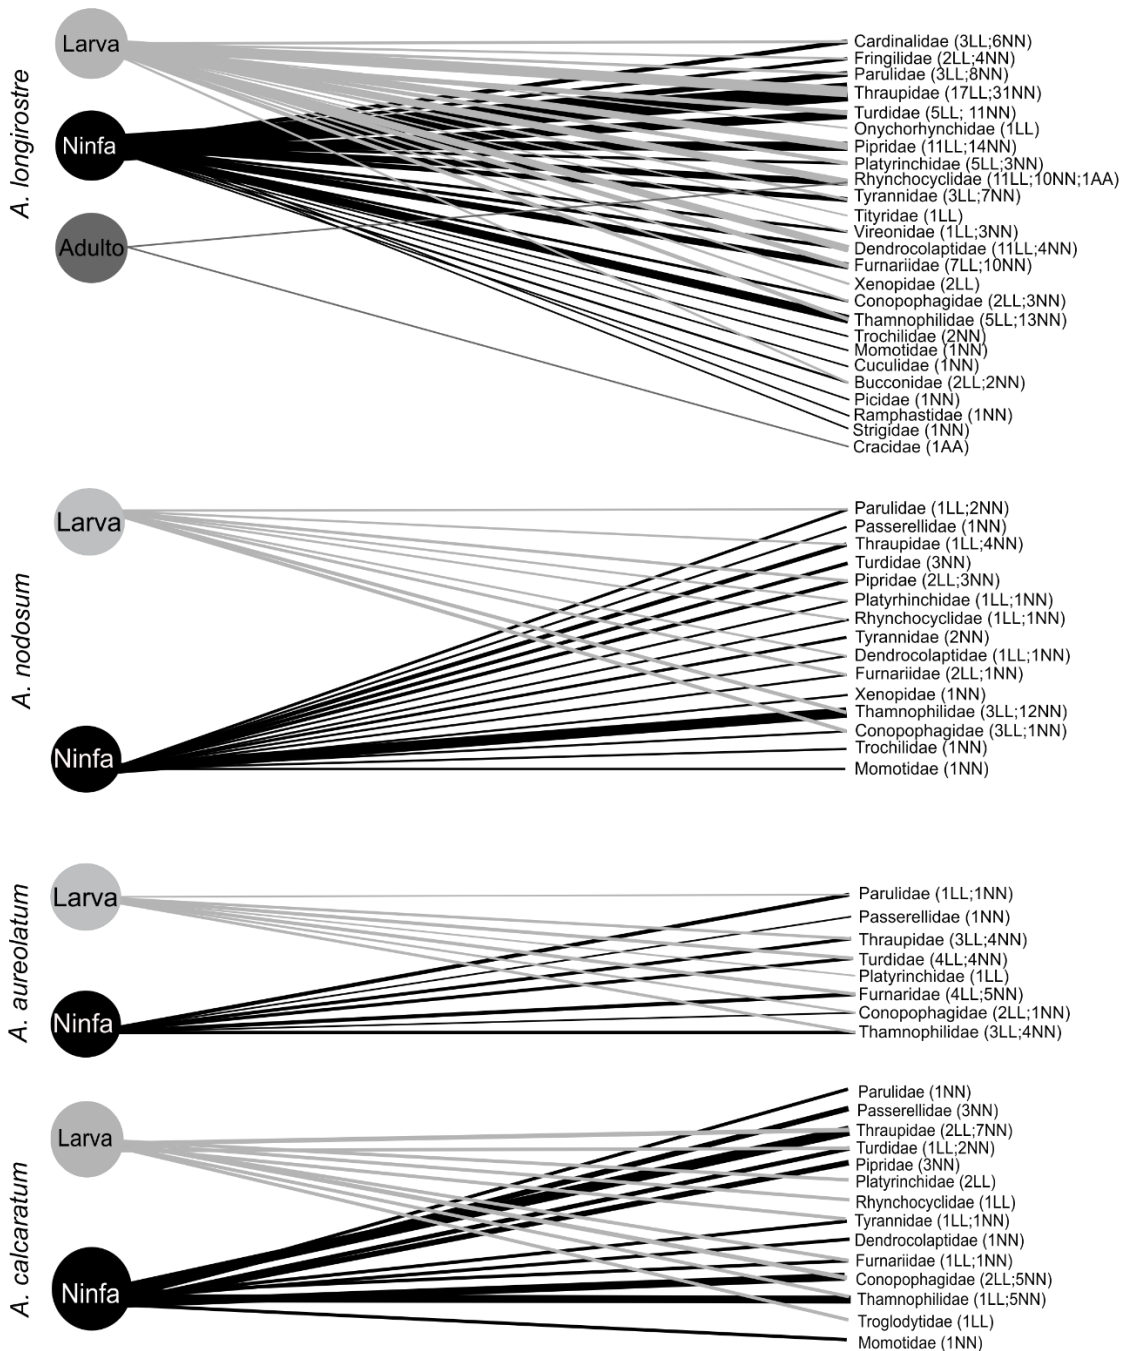 A. longirostre
Larva
Ninfa
Adulto
Cardinalidae (3LL;6NN)
Fringilidae (2LL;4NN)
Parulidae (3LL;8NN)
Thraupidae (17LL;31NN)
Turdidae (5LL; 11NN)
Onychorhynchidae (1LL)
Pipridae (11LL;14NN)
Platyrinchidae (5LL;3NN)
Rhynchocyclidae (11LL;10NN;1AA)
Tyrannidae (3LL;7NN)
Tityridae (1LL)
Vireonidae (1LL;3NN)
Dendrocolaptidae (11LL;4NN)
Furnariidae (7LL;10NN)
Xenopidae (2LL)
Conopophagidae (2LL;3NN)
Thamnophilidae (5LL;13NN)
Trochilidae (2NN)
Momotidae (1NN)
Cuculidae (1NN)
Bucconidae (2LL;2NN)
Picidae (1NN)
Ramphastidae (1NN)
Strigidae (1NN)
Cracidae (1AA)
A. nodosum
Larva
Ninfa
Parulidae (1LL;2NN)
Passerellidae (1NN)
Thraupidae (1LL;4NN)
Turdidae (3NN)
Pipridae (2LL;3NN)
Platyrhinchidae (1LL;1NN)
Rhynchocyclidae (1LL;1NN)
Tyrannidae (2NN)
Dendrocolaptidae (1LL;1NN)
Furnariidae (2LL;1NN)
Xenopidae (1NN)
Thamnophilidae (3LL;12NN)
Conopophagidae (3LL;1NN)
Trochilidae (1NN)
Momotidae (1NN)
A. aureolatum
Larva
Ninfa
Parulidae (1LL;1NN)
Passerellidae (1NN)
Thraupidae (3LL;4NN)
Turdidae (4LL;4NN)
Platyrinchidae (1LL)
Furnaridae (4LL;5NN)
Conopophagidae (2LL;1NN)
Thamnophilidae (3LL;4NN)
A. calcaratum
Larva
Ninfa
Parulidae (1NN)
Passerellidae (3NN)
Thraupidae (2LL;7NN)
Turdidae (1LL;2NN)
Pipridae (3NN)
Platyrinchidae (2LL)
Rhynchocyclidae (1LL)
Tyrannidae (1LL;1NN)
Dendrocolaptidae (1NN)
Furnariidae (1LL;1NN)
Conopophagidae (2LL;5NN)
Thamnophilidae (1LL;5NN)
Troglodytidae (1LL)
Momotidae (1NN)